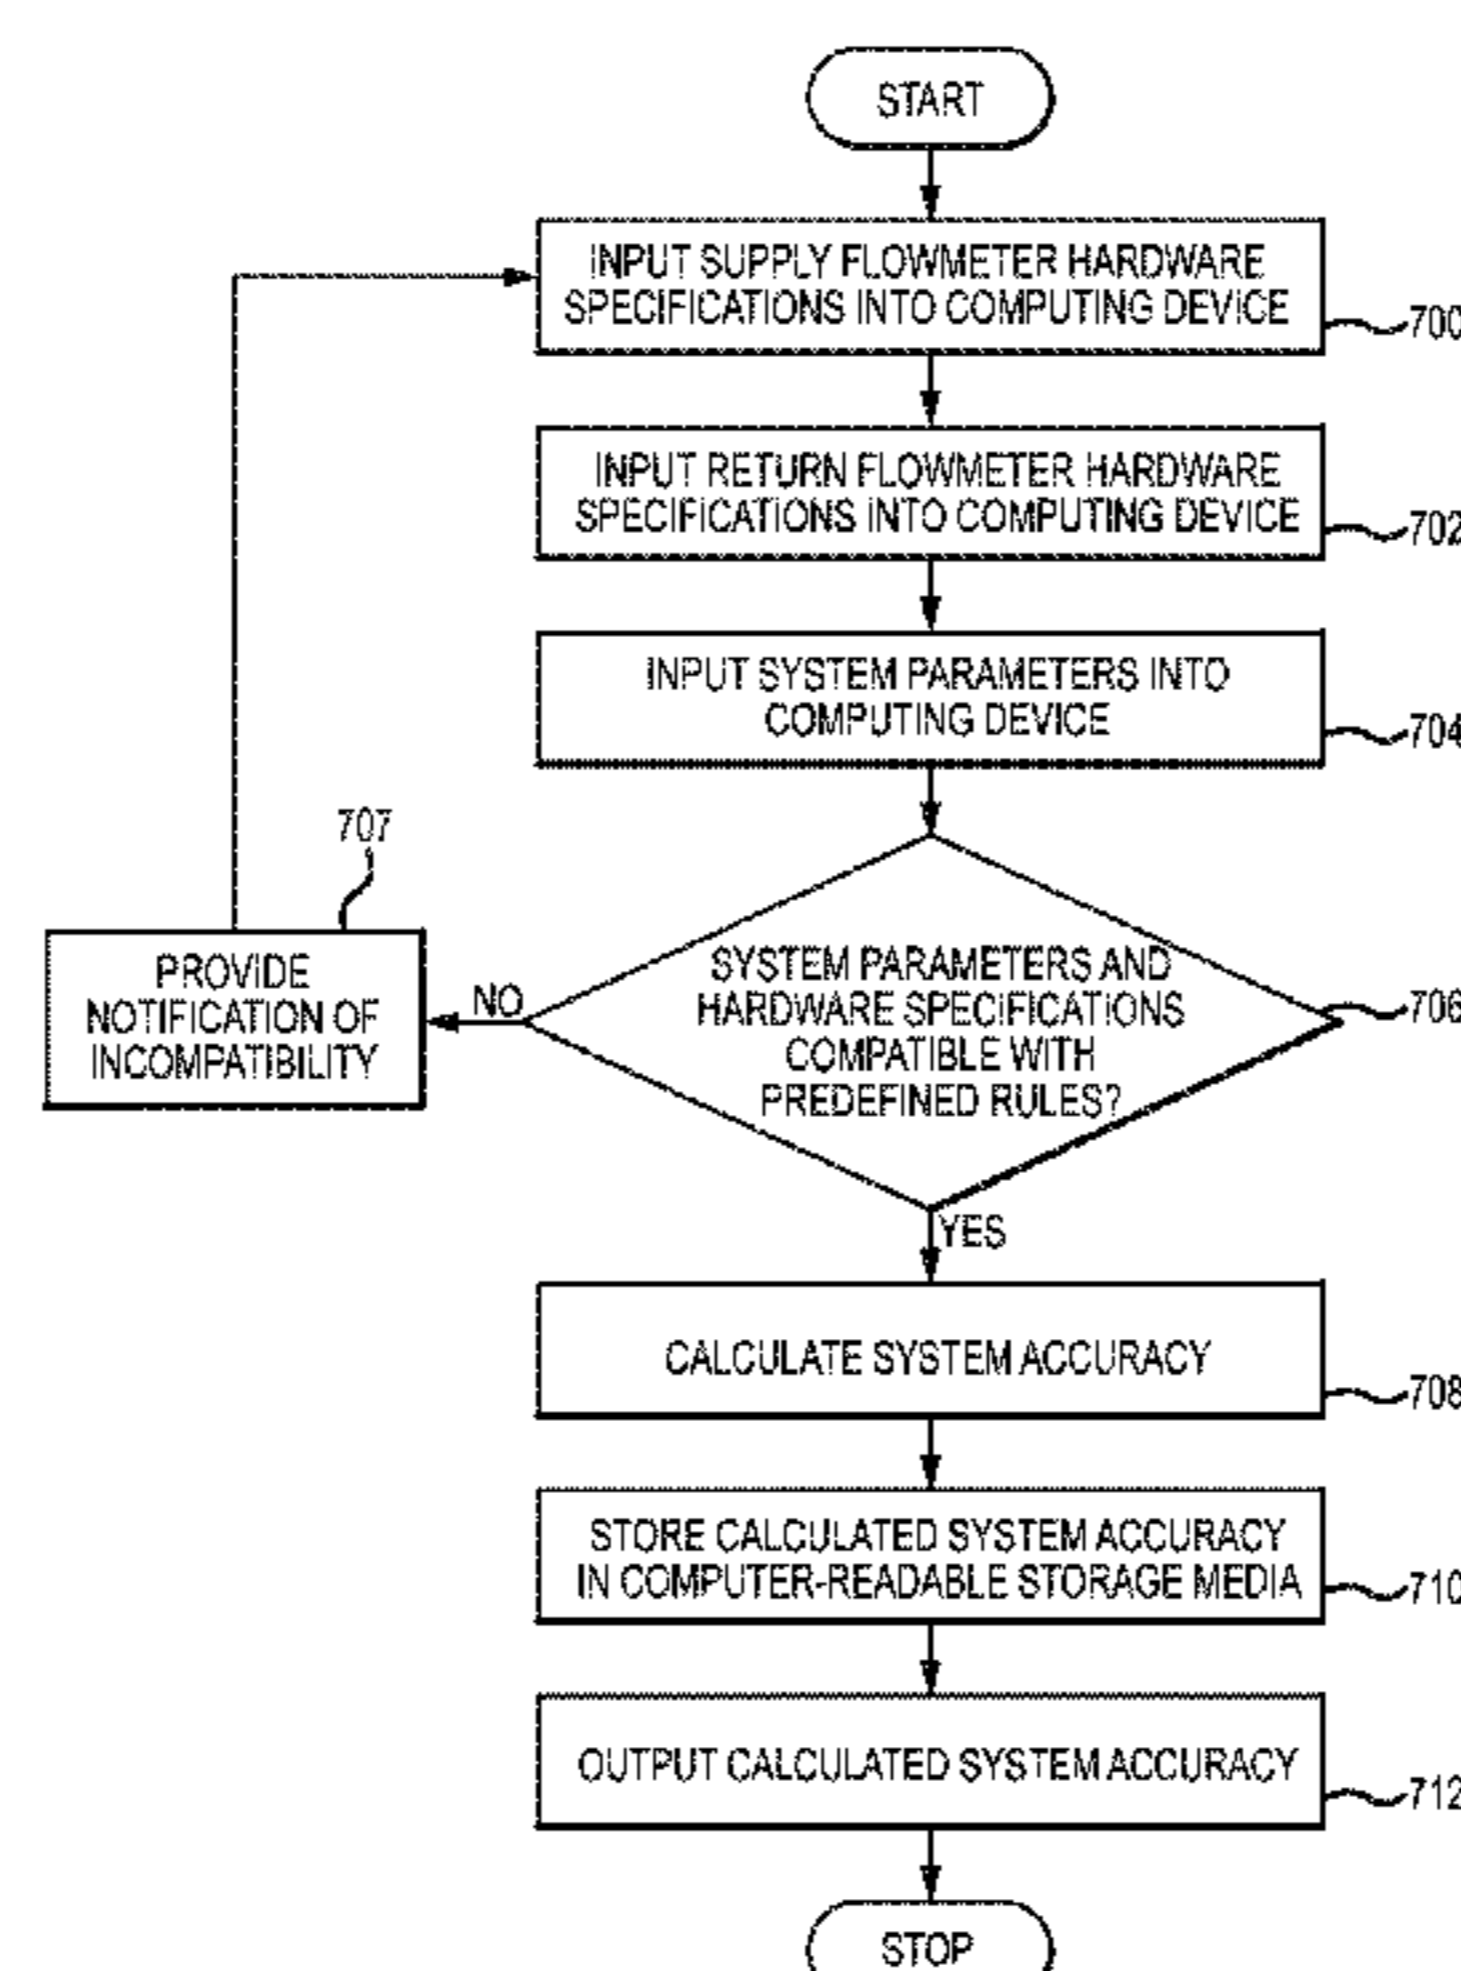 START
INPUT SUPPLY FLOWMETER HARDWARE
SPECIFICATIONS INTO COMPUTING DEVICE
700
INPUT RETURN FLOWMETER HARDWARE
SPECIFICATIONS INTO COMPUTING DEVICE
702
INPUT SYSTEM PARAMETERS INTO
COMPUTING DEVICE
704
707
PROVIDE
NOTIFICATION OF
INCOMPATIBILITY
NO
SYSTEM PARAMETERS AND
HARDWARE SPECIFICATIONS
COMPATIBLE WITH
PREDEFINED RULES?
706
YES
CALCULATE SYSTEM ACCURACY
708
STORE CALCULATED SYSTEM ACCURACY
IN COMPUTER-READABLE STORAGE MEDIA
710
OUTPUT CALCULATED SYSTEM ACCURACY
712
STOP